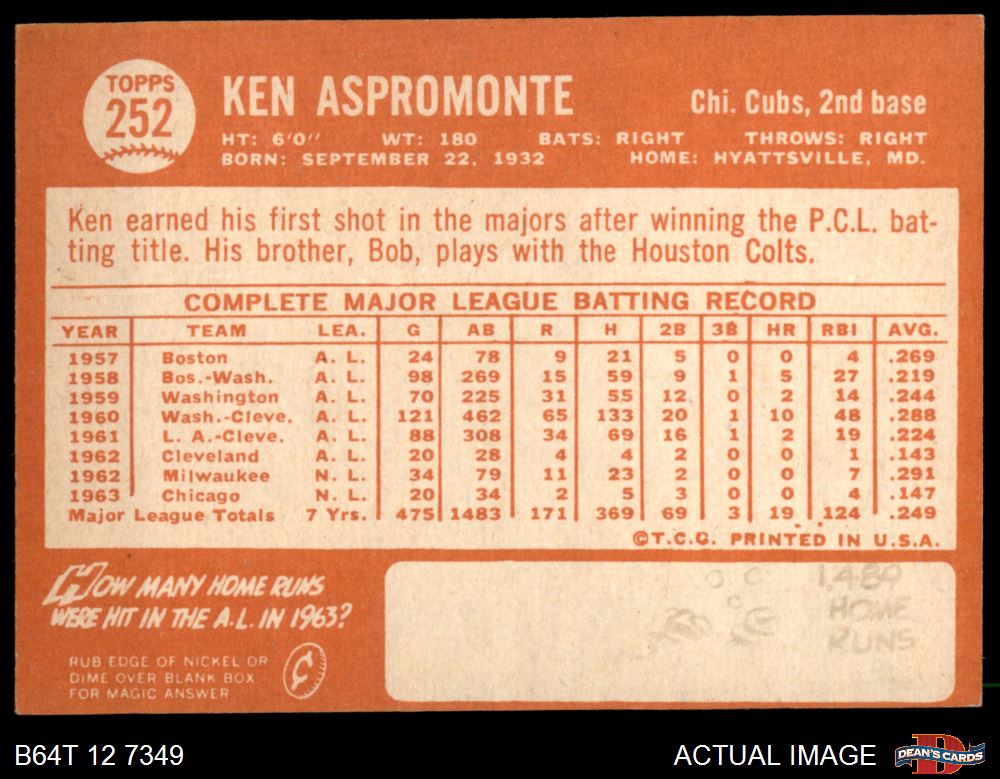 TOPPS
252
KEN ASPROMONTE
Chi. Cubs, 2nd base
HT: 6'0" WT: 180 BATS: RIGHT THROWS: RIGHT
BORN: SEPTEMBER 22, 1932 HOME: HYATTSVILLE, MD.
Ken earned his first shot in the majors after winning the P.C.L. bat-
ting title. His brother, Bob, plays with the Houston Colts.
COMPLETE MAJOR LEAGUE BATTING RECORD
YEAR TEAM LEA. G AB R H 2B 3B HR RBI AVG.
1957 Boston A. L. 24 78 9 21 5 0 0 4 .269
1958 Bos.-Wash. A. L. 98 269 15 59 9 1 5 27 .219
1959 Washington A. L. 70 225 31 55 12 0 2 14 .244
1960 Wash.-Cleve. A. L. 121 462 65 133 20 1 10 48 .288
1961 L. A.-Cleve. A. L. 88 308 34 69 16 1 2 19 .224
1962 Cleveland A. L. 20 28 4 4 2 0 0 1 .143
1962 Milwaukee N. L. 34 79 11 23 2 0 0 7 .291
1963 Chicago N. L. 20 34 2 5 3 0 0 4 .147
Major League Totals 7 Yrs. 475 1483 171 369 69 3 19 124 .249
©T.C.G. PRINTED IN U.S.A.
HOW MANY HOME RUNS
WERE HIT IN THE A.L. IN 1963?
RUB EDGE OF NICKEL OR
DIME OVER BLANK BOX
FOR MAGIC ANSWER
¢
1,489
HOME
RUNS
B64T 12 7349
ACTUAL IMAGE
DEAN'S CARDS